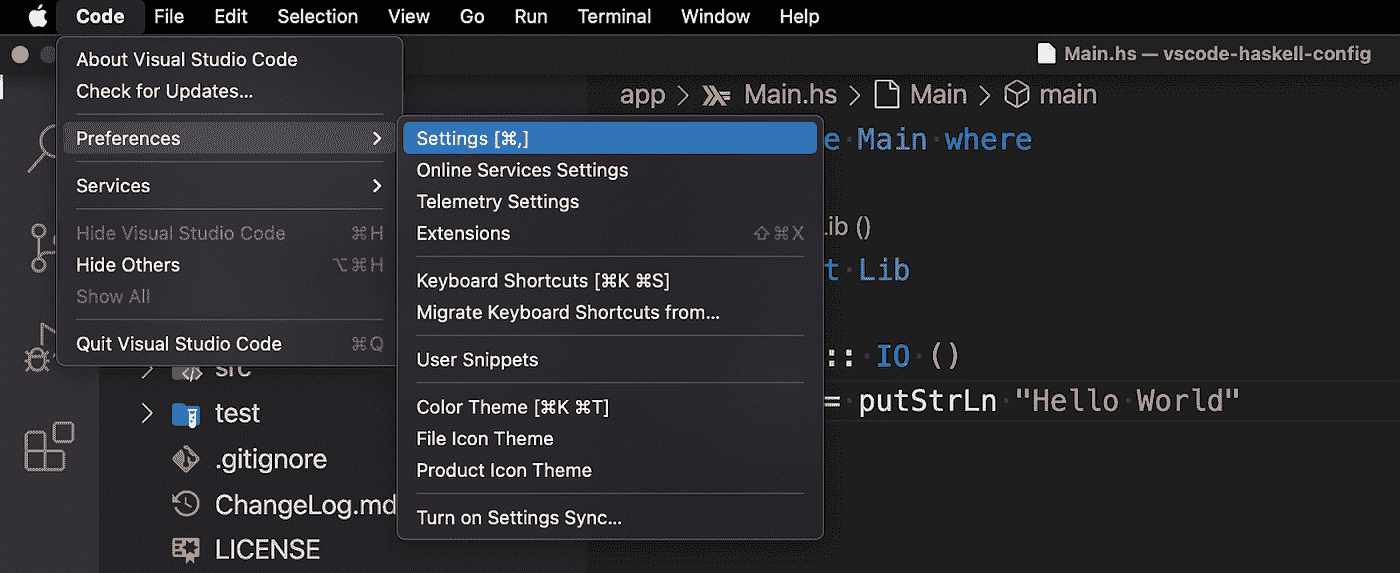 Code File Edit Selection View Go Run Terminal Window Help
Main.hs — vscode-haskell-config
About Visual Studio Code
Check for Updates...
Preferences
Services
Hide Visual Studio Code ⌘H
Hide Others ⌥⌘H
Show All
Quit Visual Studio Code ⌘Q
Settings [⌘,]
Online Services Settings
Telemetry Settings
Extensions ⇧⌘X
Keyboard Shortcuts [⌘K ⌘S]
Migrate Keyboard Shortcuts from...
User Snippets
Color Theme [⌘K ⌘T]
File Icon Theme
Product Icon Theme
Turn on Settings Sync...
app > Main.hs > Main > main
e Main where
ib ()
t Lib
:: IO ()
= putStrLn "Hello World"
src
test
.gitignore
ChangeLog.md
LICENSE